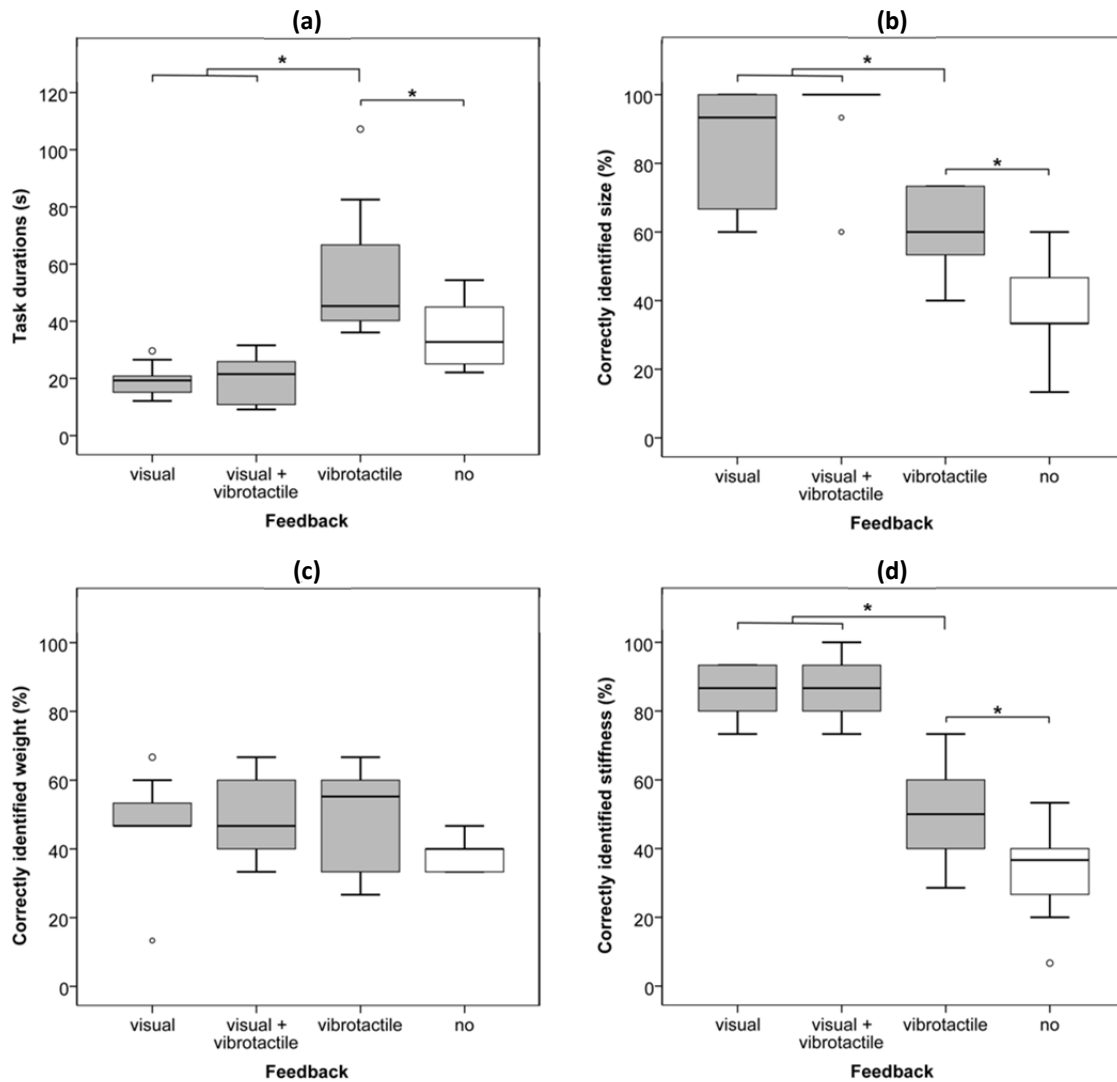 (a)
*
*
120
100
80
60
40
20
0
Task durations (s)
visual
visual +
vibrotactile
vibrotactile
no
Feedback
(b)
*
*
100
80
60
40
20
0
Correctly identified size (%)
visual
visual +
vibrotactile
vibrotactile
no
Feedback
(c)
100
80
60
40
20
0
Correctly identified weight (%)
visual
visual +
vibrotactile
vibrotactile
no
Feedback
(d)
*
*
100
80
60
40
20
0
Correctly identified stiffness (%)
visual
visual +
vibrotactile
vibrotactile
no
Feedback